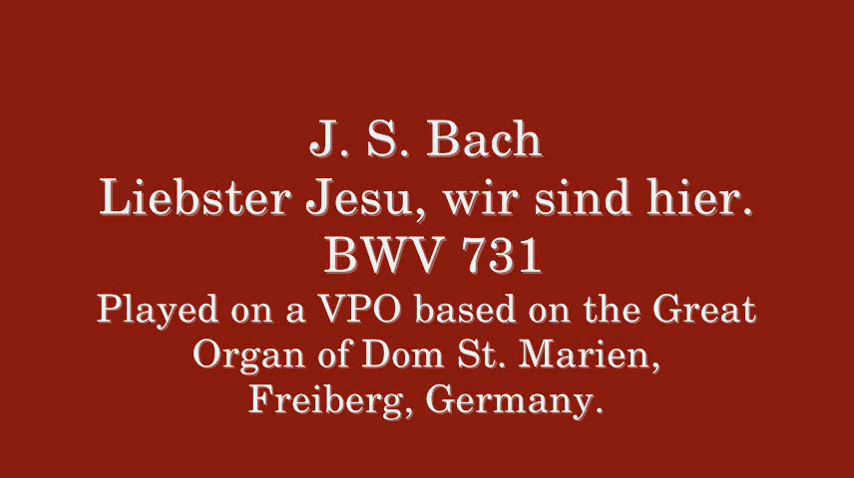 J. S. Bach
Liebster Jesu, wir sind hier.
BWV 731
Played on a VPO based on the Great
Organ of Dom St. Marien,
Freiberg, Germany.